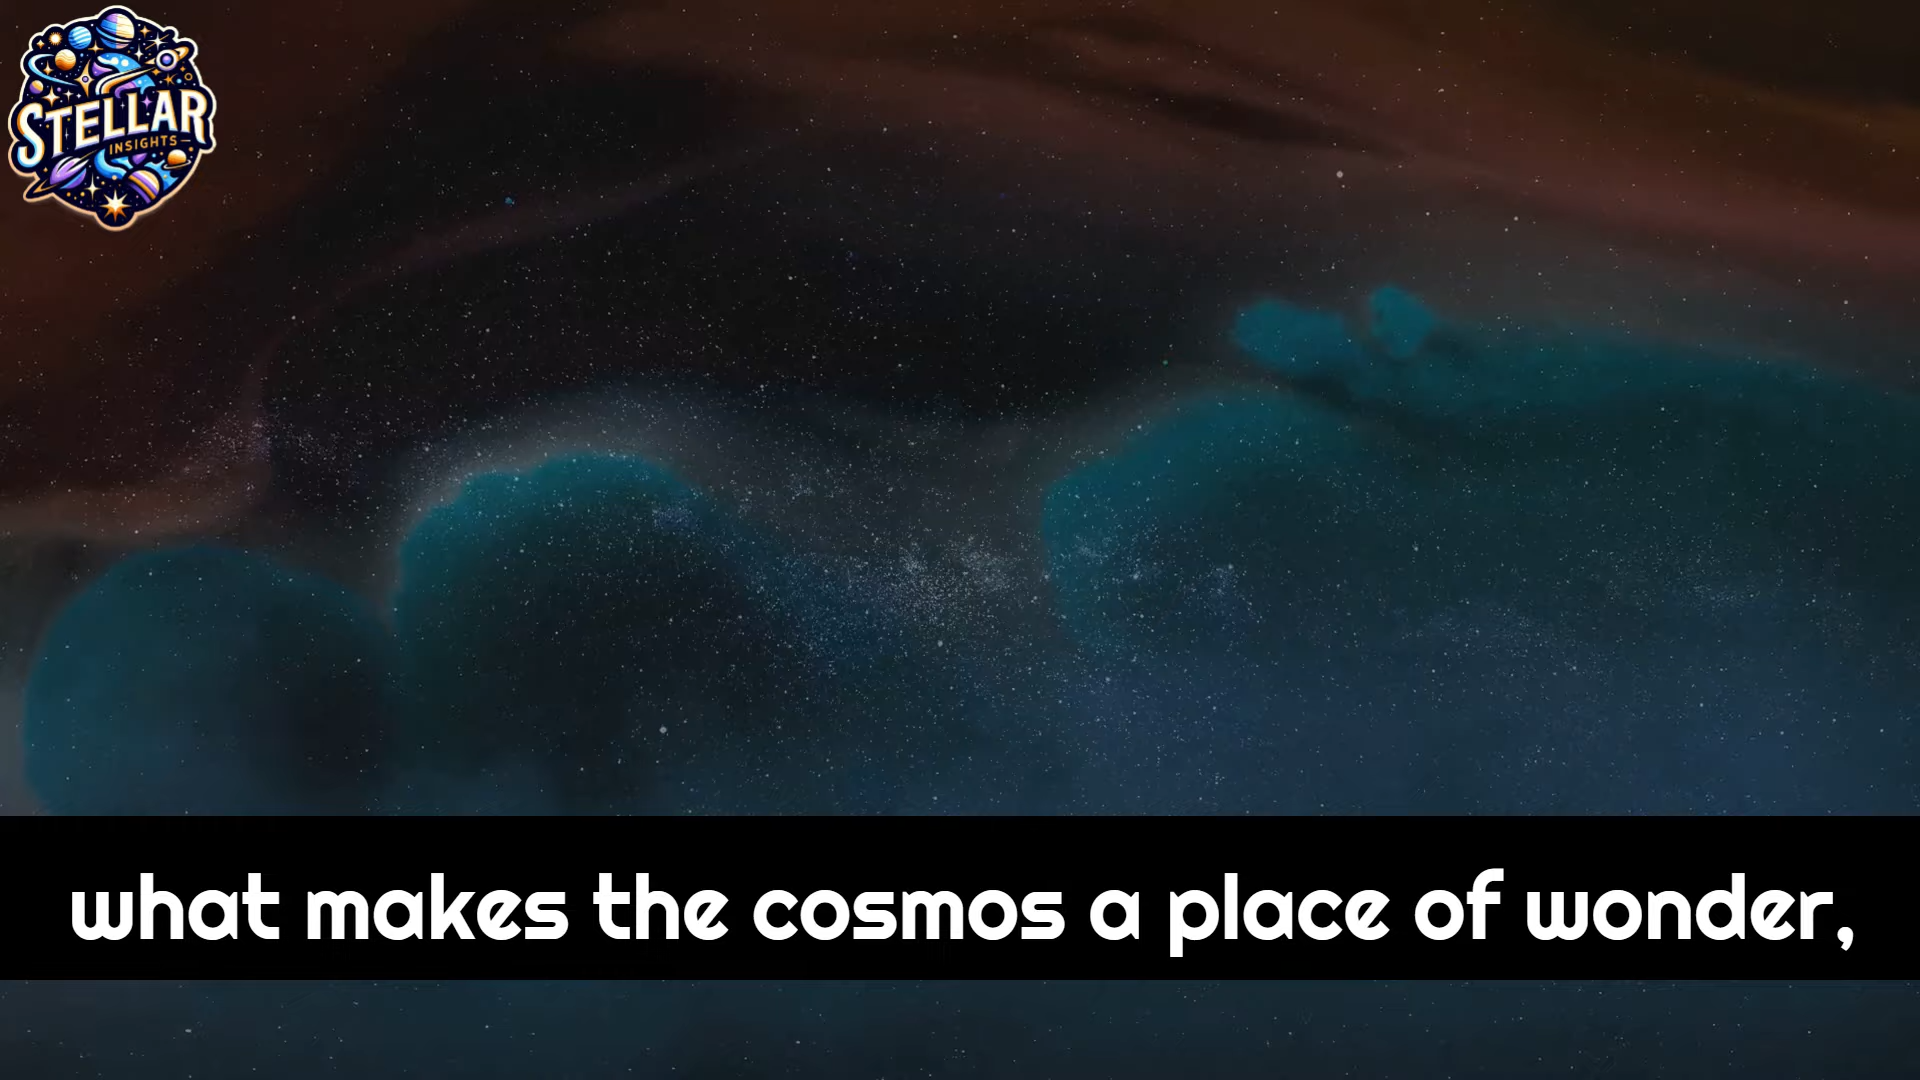 STELLAR
INSIGHTS
what makes the cosmos a place of wonder,